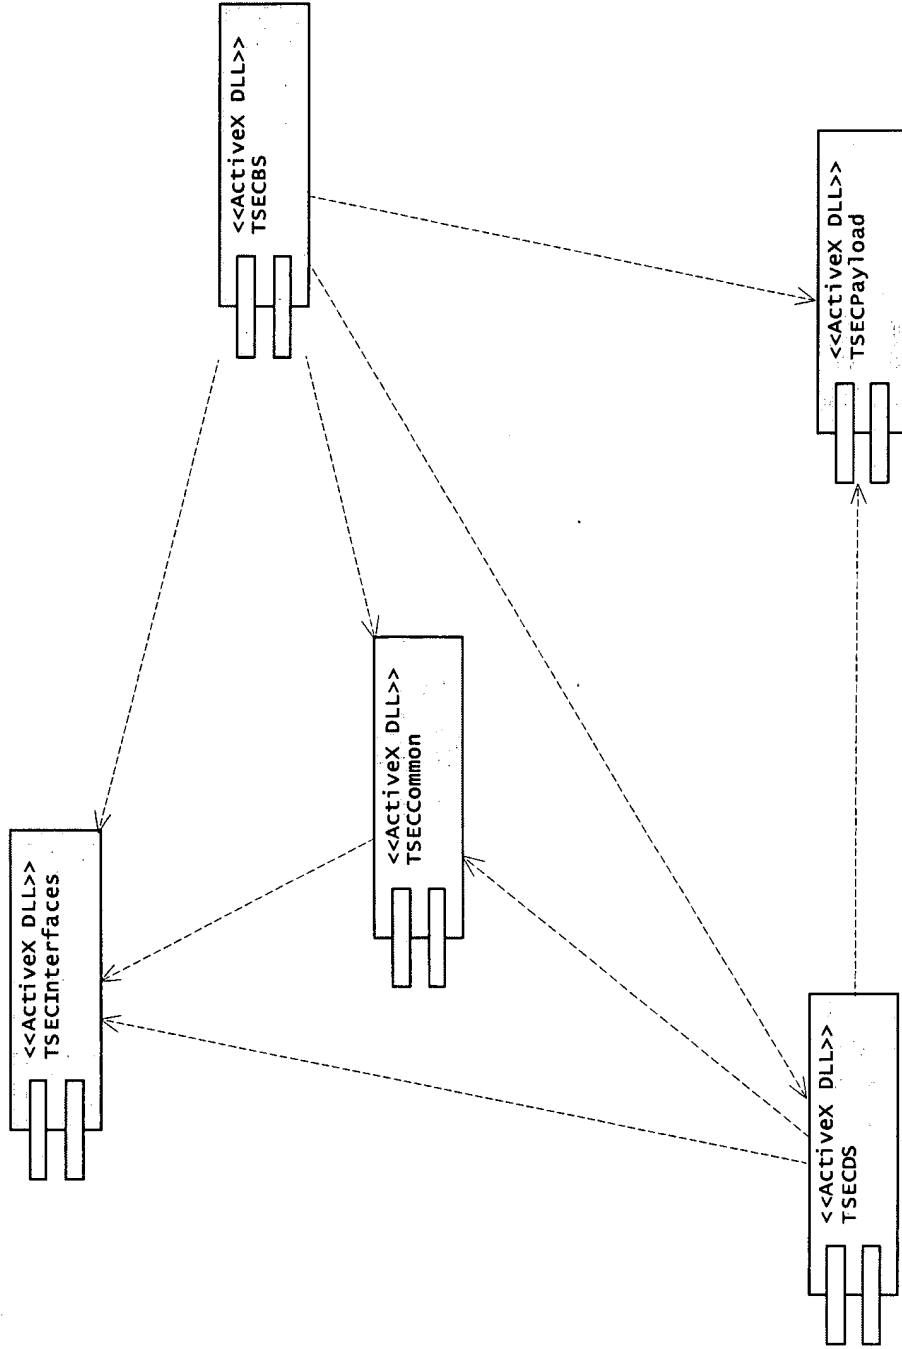 <<ActiveX DLL>>
TSECInterfaces
<<ActiveX DLL>>
TSECBS
<<ActiveX DLL>>
TSECCommon
<<ActiveX DLL>>
TSECDS
<<ActiveX DLL>>
TSECPayload